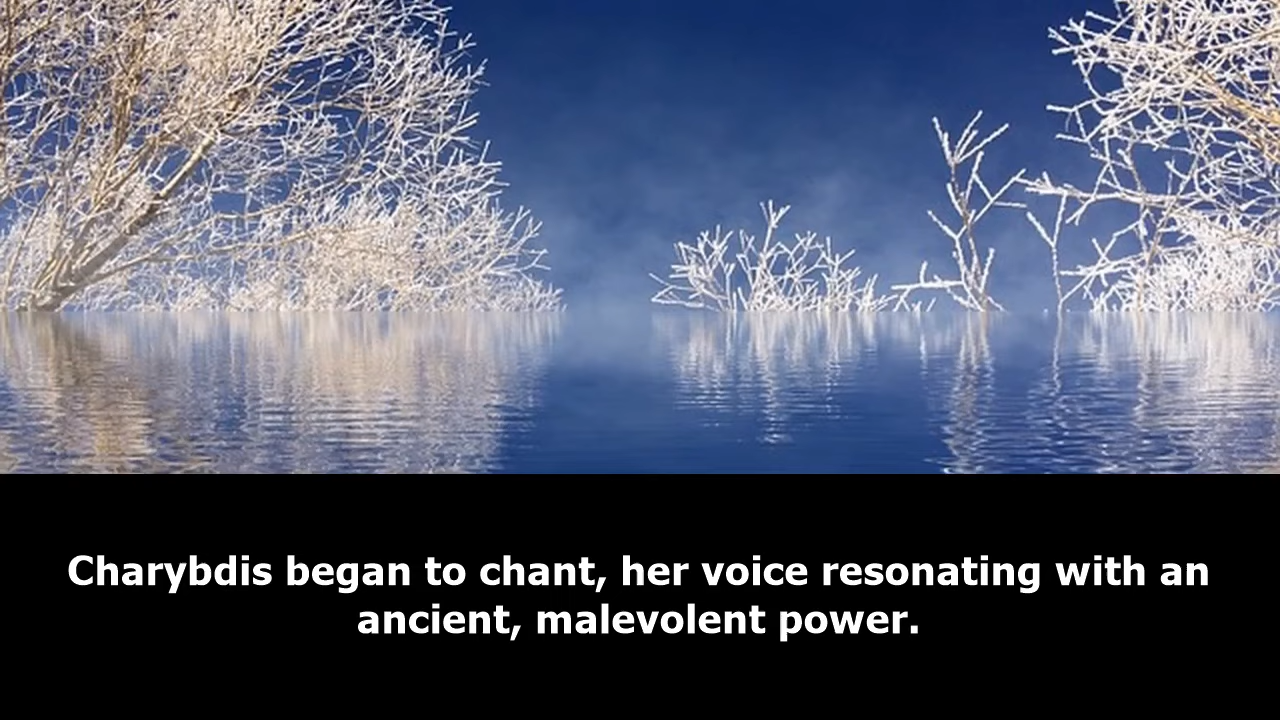 Charybdis began to chant, her voice resonating with an
ancient, malevolent power.